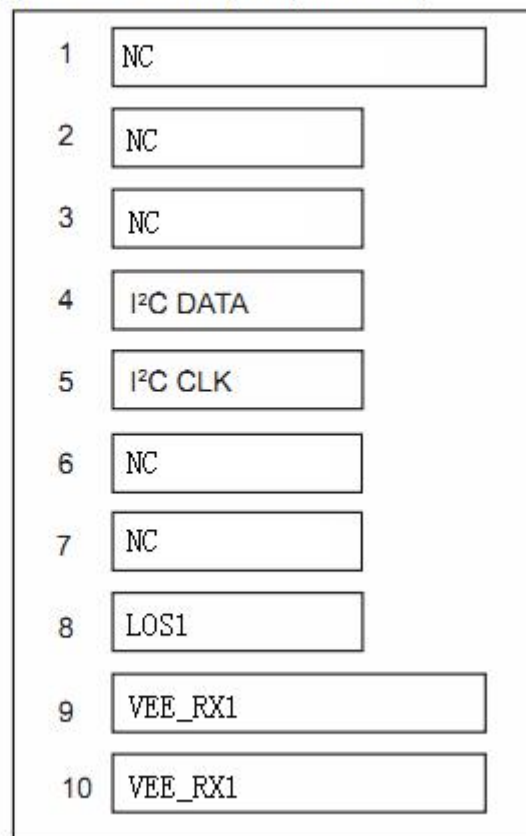 1 NC
2 NC
3 NC
4 I²C DATA
5 I²C CLK
6 NC
7 NC
8 LOS1
9 VEE_RX1
10 VEE_RX1